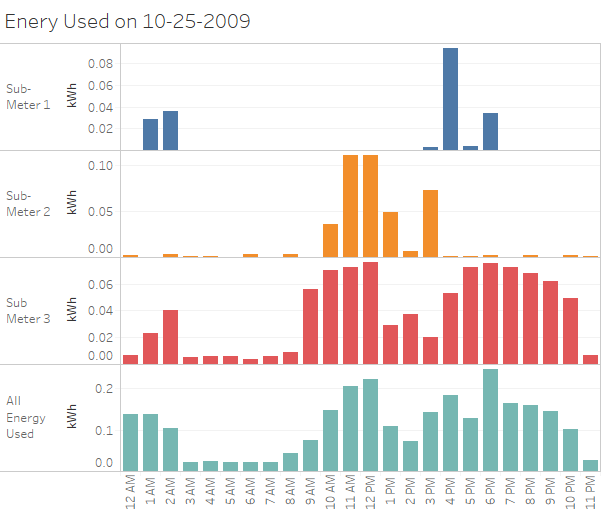 Enery Used on 10-25-2009
Sub-
Meter 1
kWh
0.08
0.06
0.04
0.02
Sub-
Meter 2
kWh
0.10
0.05
0.00
Sub
Meter 3
kWh
0.06
0.04
0.02
0.00
All
Energy
Used
kWh
0.2
0.1
0.0
12 AM
1 AM
2 AM
3 AM
4 AM
5 AM
6 AM
7 AM
8 AM
9 AM
10 AM
11 AM
12 PM
1 PM
2 PM
3 PM
4 PM
5 PM
6 PM
7 PM
8 PM
9 PM
10 PM
11 PM